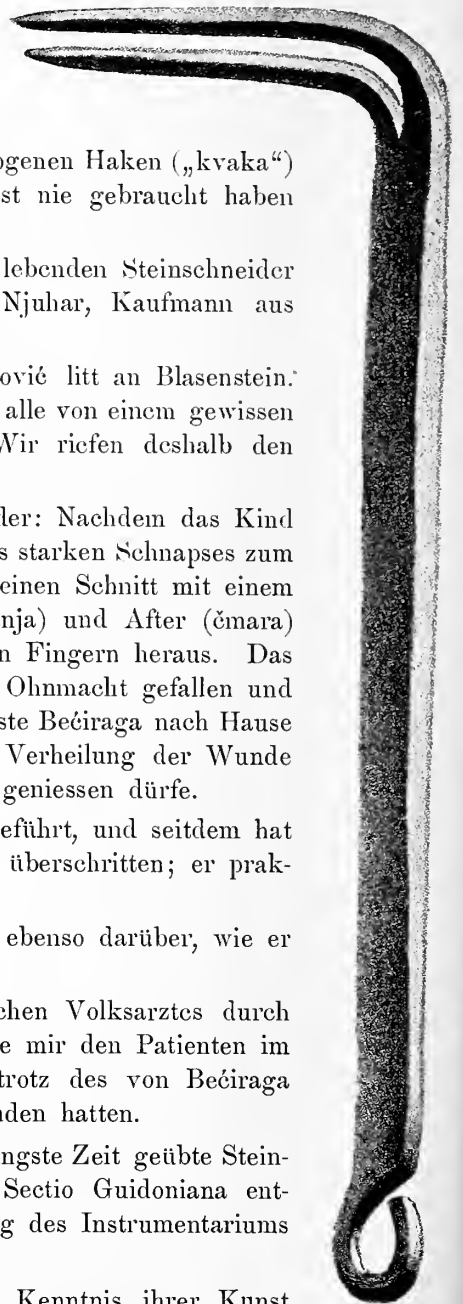 ogenen Haken („kvaka“)
st nie gebraucht haben
lebenden Steinschneider
Njuhar, Kaufmann aus
ović litt an Blasenstein.
alle von einem gewissen
Wir riefen deshalb den
ler: Nachdem das Kind
s starken Schnapses zum
einen Schnitt mit einem
nja) und After (čmara)
n Fingern heraus. Das
Ohnmacht gefallen und
ste Bećiraga nach Hause
Verheilung der Wunde
geniessen dürfe.
eführt, und seitdem hat
überschritten; er prak-
ebenso darüber, wie er
chen Volksarztes durch
e mir den Patienten im
trotz des von Bećiraga
nden hatten.
ngste Zeit geübte Stein-
Sectio Guidoniana ent-
g des Instrumentariums
Kenntnis ihrer Kunst